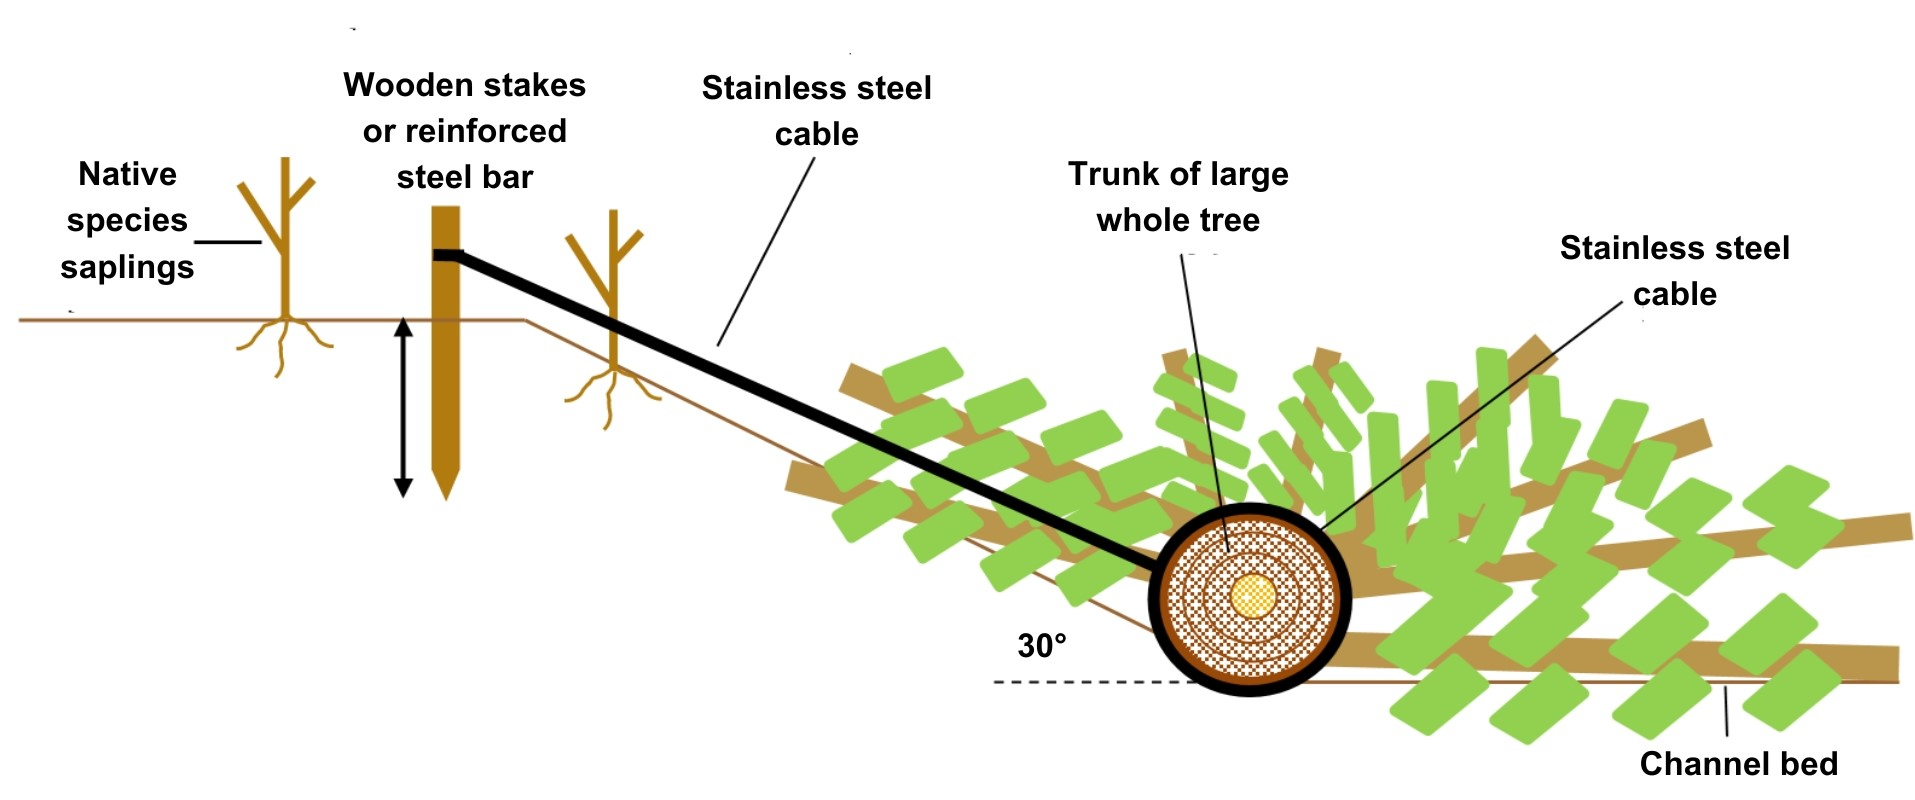 Wooden stakes
or reinforced
steel bar
Stainless steel
cable
Native
species
saplings
Trunk of large
whole tree
Stainless steel
cable
30°
Channel bed